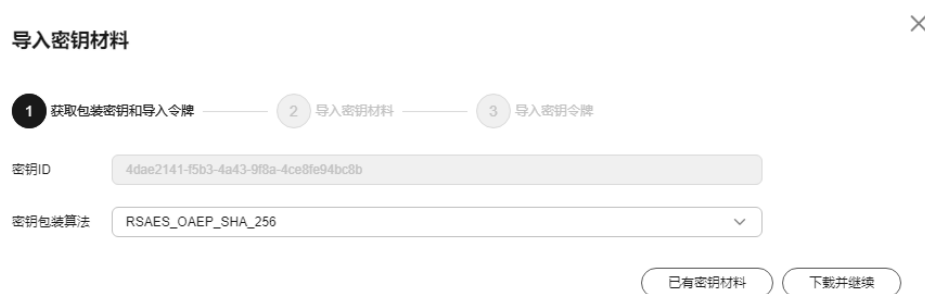 导入密钥材料
1 获取包装密钥和导入令牌 2 导入密钥材料 3 导入密钥令牌
密钥ID 4dae2141-f5b3-4a43-9f8a-4ce8fe94bc8b
密钥包装算法 RSAES_OAEP_SHA_256
已有密钥材料 下载并继续